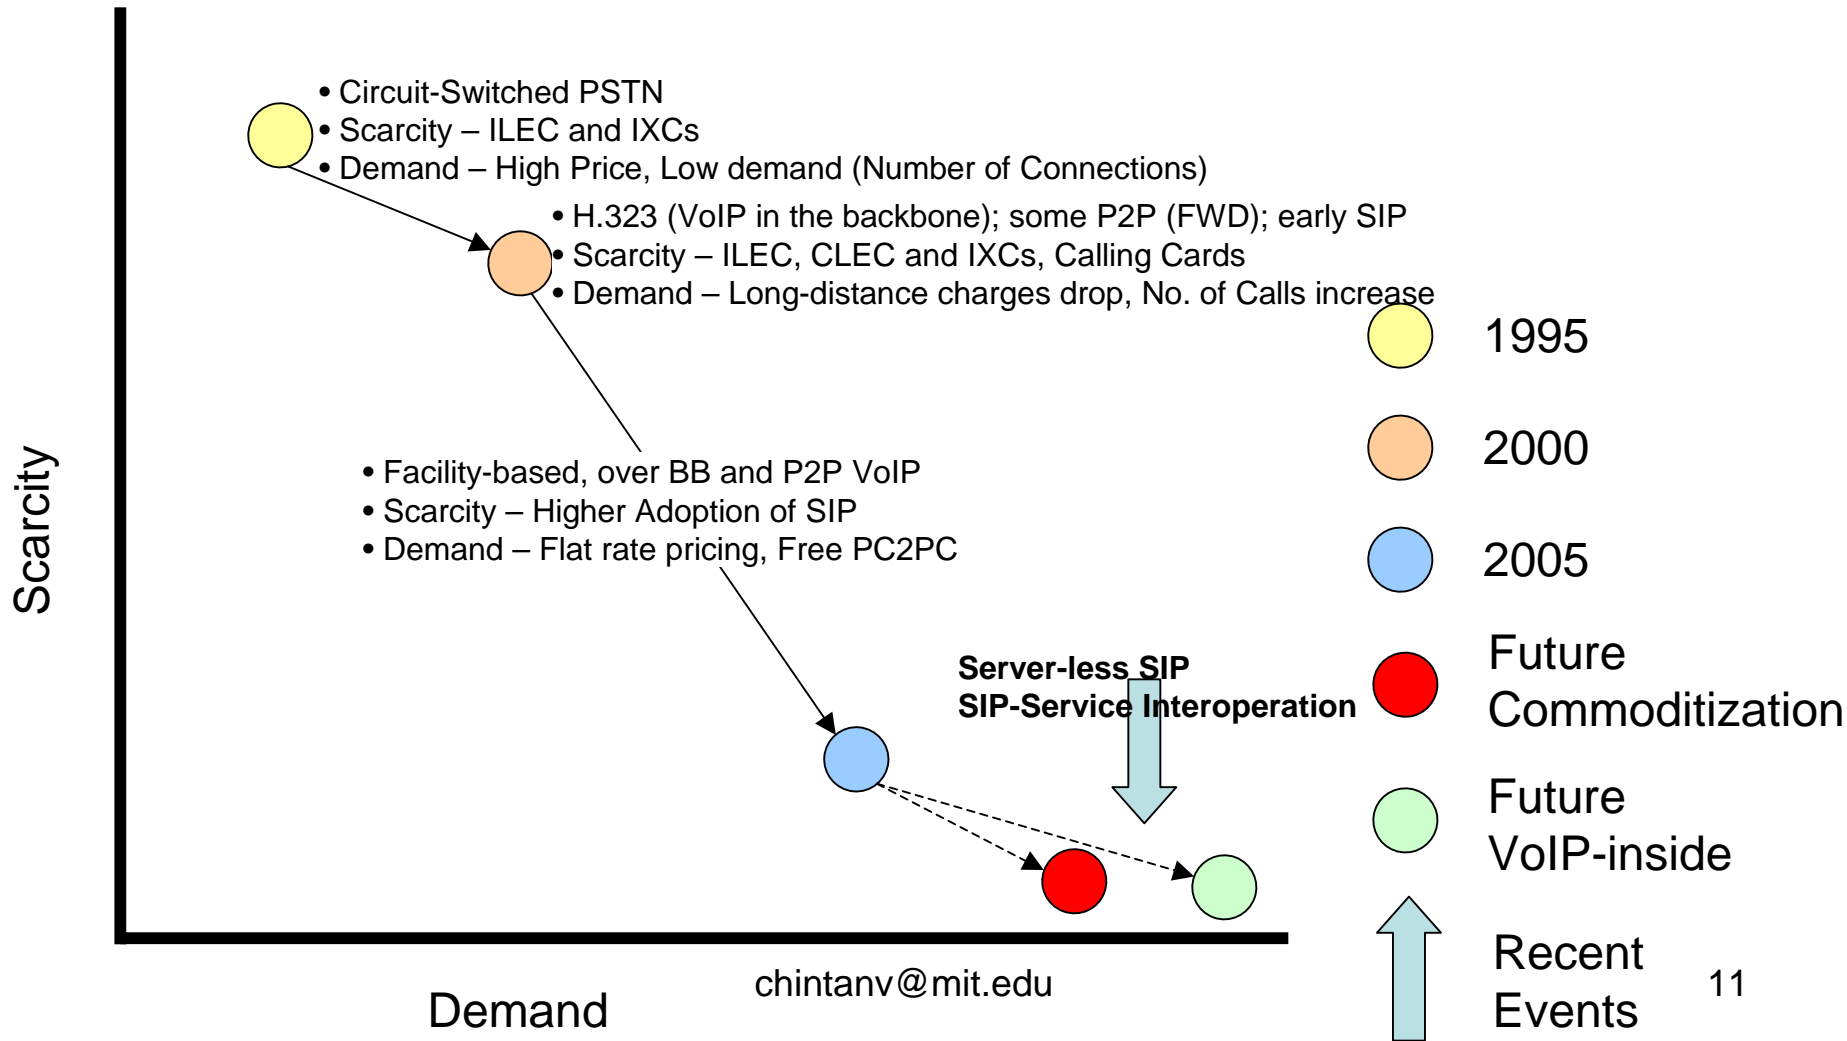 • Circuit-Switched PSTN
• Scarcity – ILEC and IXCs
• Demand – High Price, Low demand (Number of Connections)
• H.323 (VoIP in the backbone); some P2P (FWD); early SIP
• Scarcity – ILEC, CLEC and IXCs, Calling Cards
• Demand – Long-distance charges drop, No. of Calls increase
• Facility-based, over BB and P2P VoIP
• Scarcity – Higher Adoption of SIP
• Demand – Flat rate pricing, Free PC2PC
Server-less SIP
SIP-Service Interoperation
Scarcity
Demand
1995
2000
2005
Future
Commoditization
Future
VoIP-inside
Recent
Events
chintanv@mit.edu
11